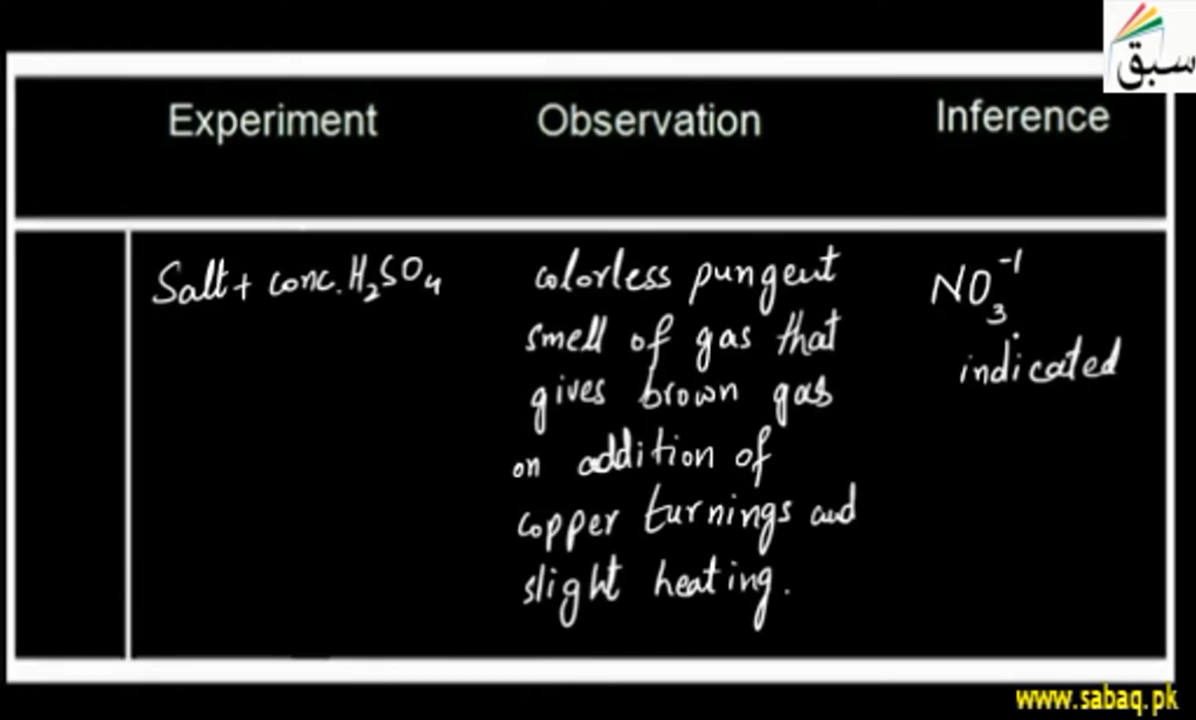 سبق
Experiment Observation Inference
Salt + conc. H₂SO₄
colorless pungent
smell of gas that
gives brown gas
on addition of
copper turnings and
slight heating.
NO₃⁻¹
indicated
www.sabaq.pk